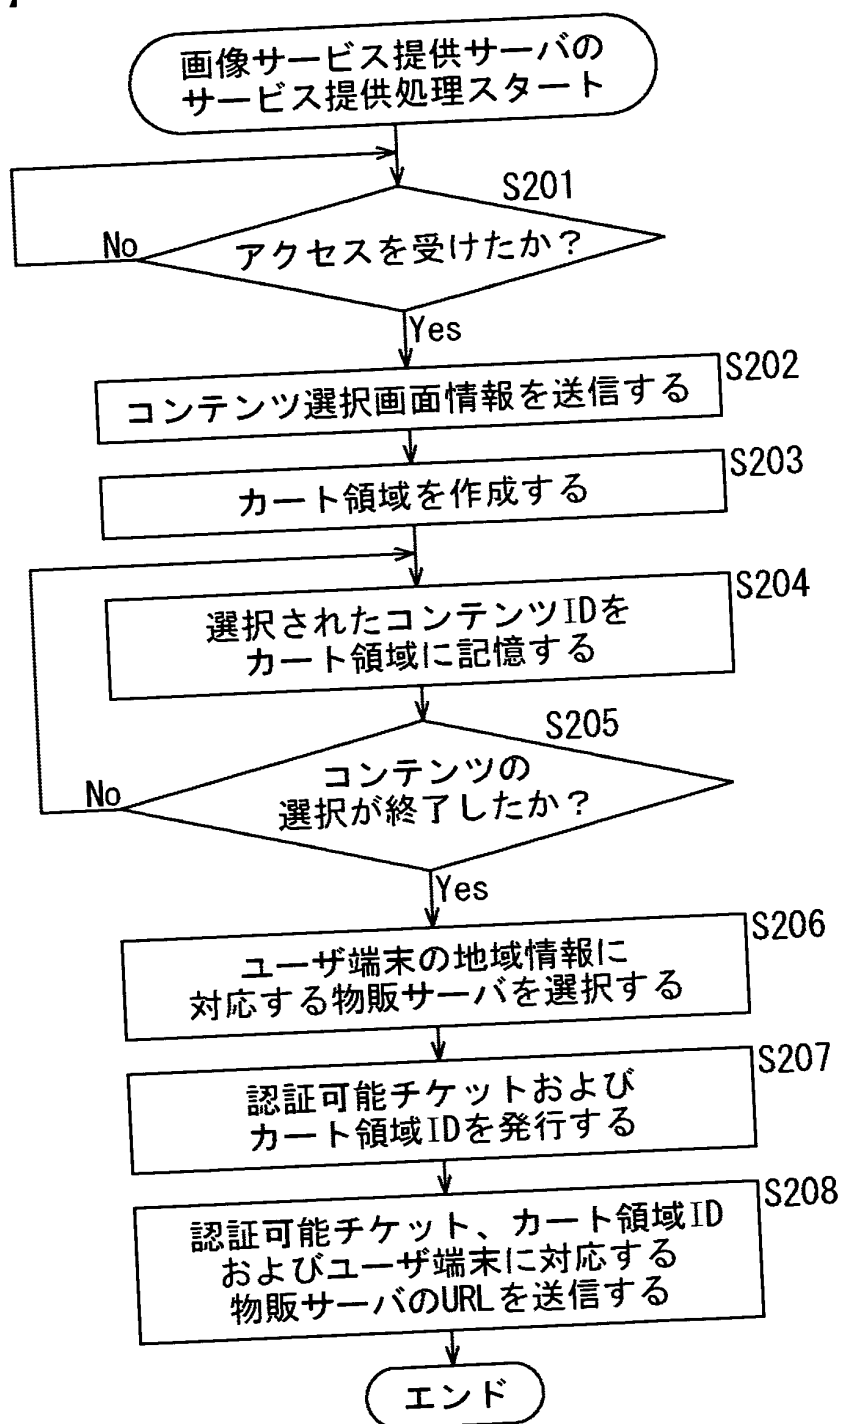 画像サービス提供サーバの
サービス提供処理スタート
S201
No
アクセスを受けたか？
Yes
S202
コンテンツ選択画面情報を送信する
S203
カート領域を作成する
S204
選択されたコンテンツIDを
カート領域に記憶する
S205
コンテンツの
No
選択が終了したか？
Yes
S206
ユーザ端末の地域情報に
対応する物販サーバを選択する
S207
認証可能チケットおよび
カート領域IDを発行する
S208
認証可能チケット、カート領域ID
およびユーザ端末に対応する
物販サーバのURLを送信する
エンド